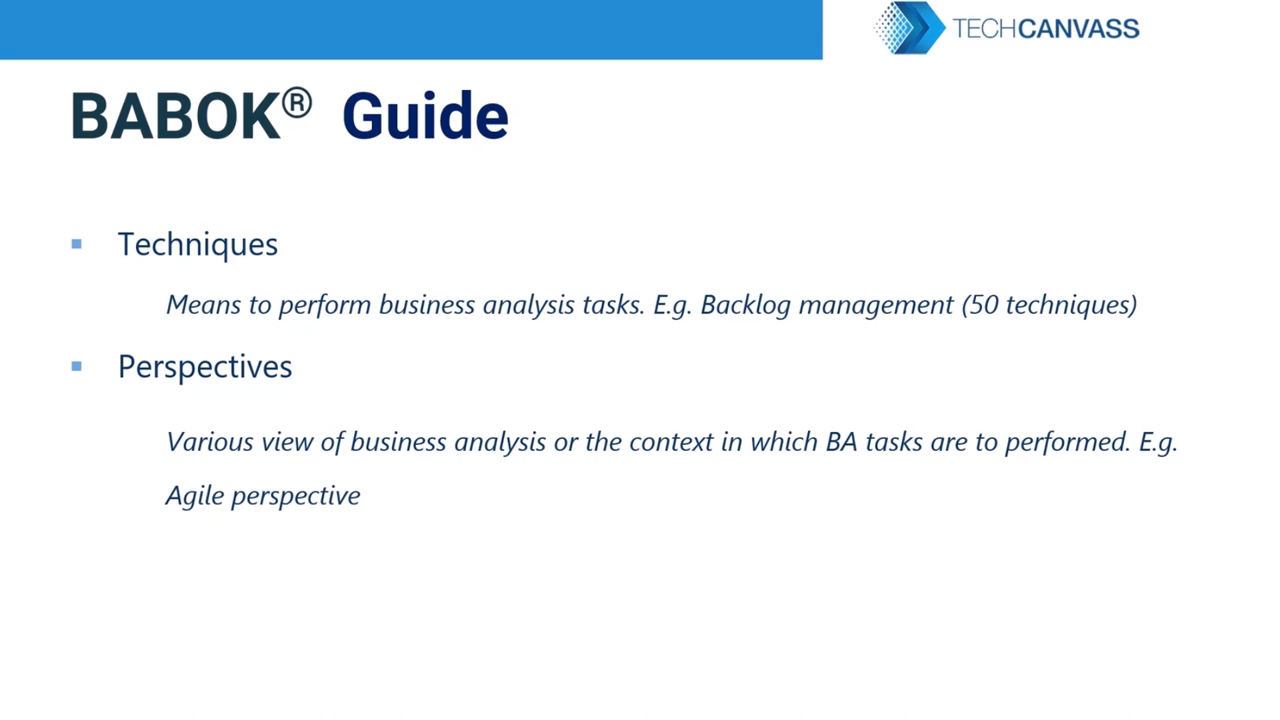 TECHCANVASS
BABOK® Guide
▪ Techniques
Means to perform business analysis tasks. E.g. Backlog management (50 techniques)
▪ Perspectives
Various view of business analysis or the context in which BA tasks are to performed. E.g.
Agile perspective